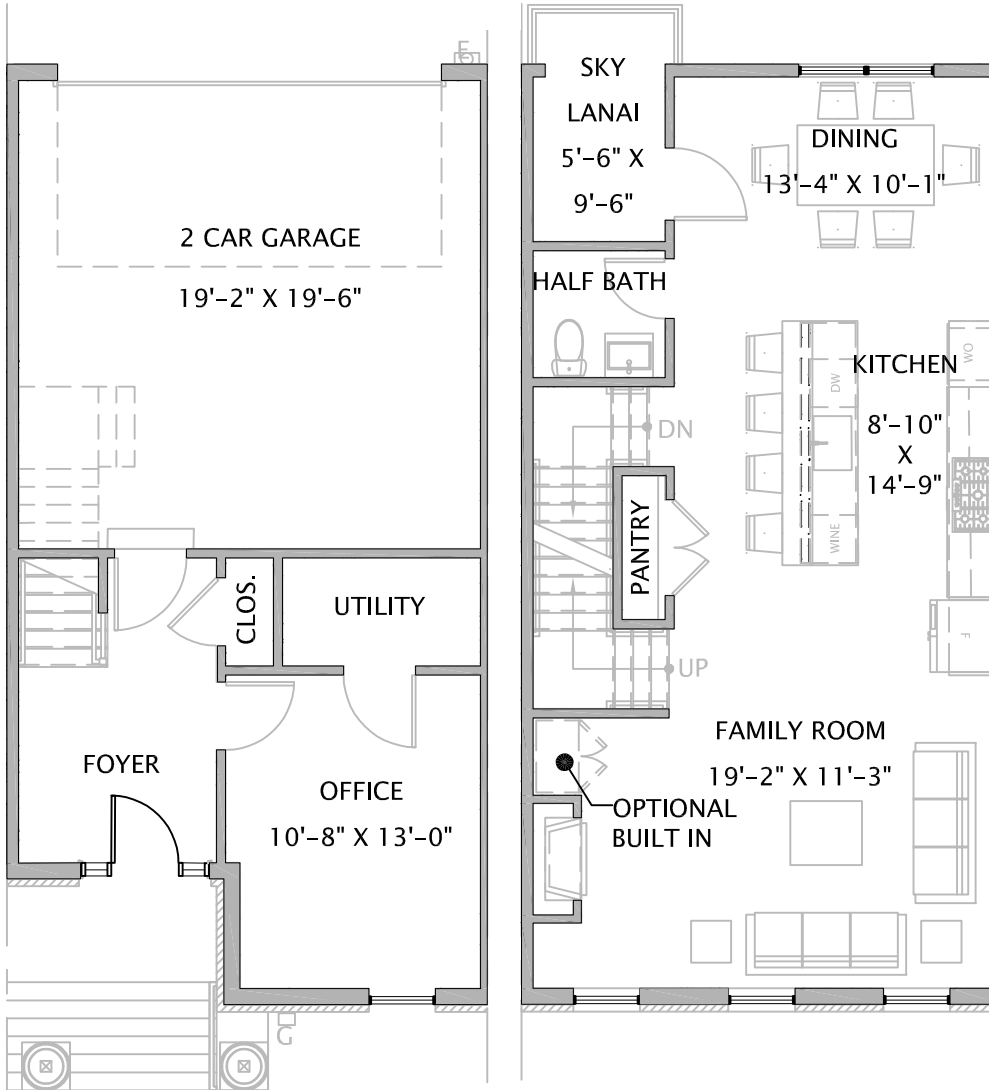 E
2 CAR GARAGE
19'-2" X 19'-6"
CLOS.
UTILITY
FOYER
OFFICE
10'-8" X 13'-0"
G
SKY
LANAI
5'-6" X
9'-6"
DINING
13'-4" X 10'-1"
HALF BATH
KITCHEN
8'-10"
X
14'-9"
WO
DW
WINE
DN
PANTRY
F
UP
FAMILY ROOM
19'-2" X 11'-3"
OPTIONAL
BUILT IN